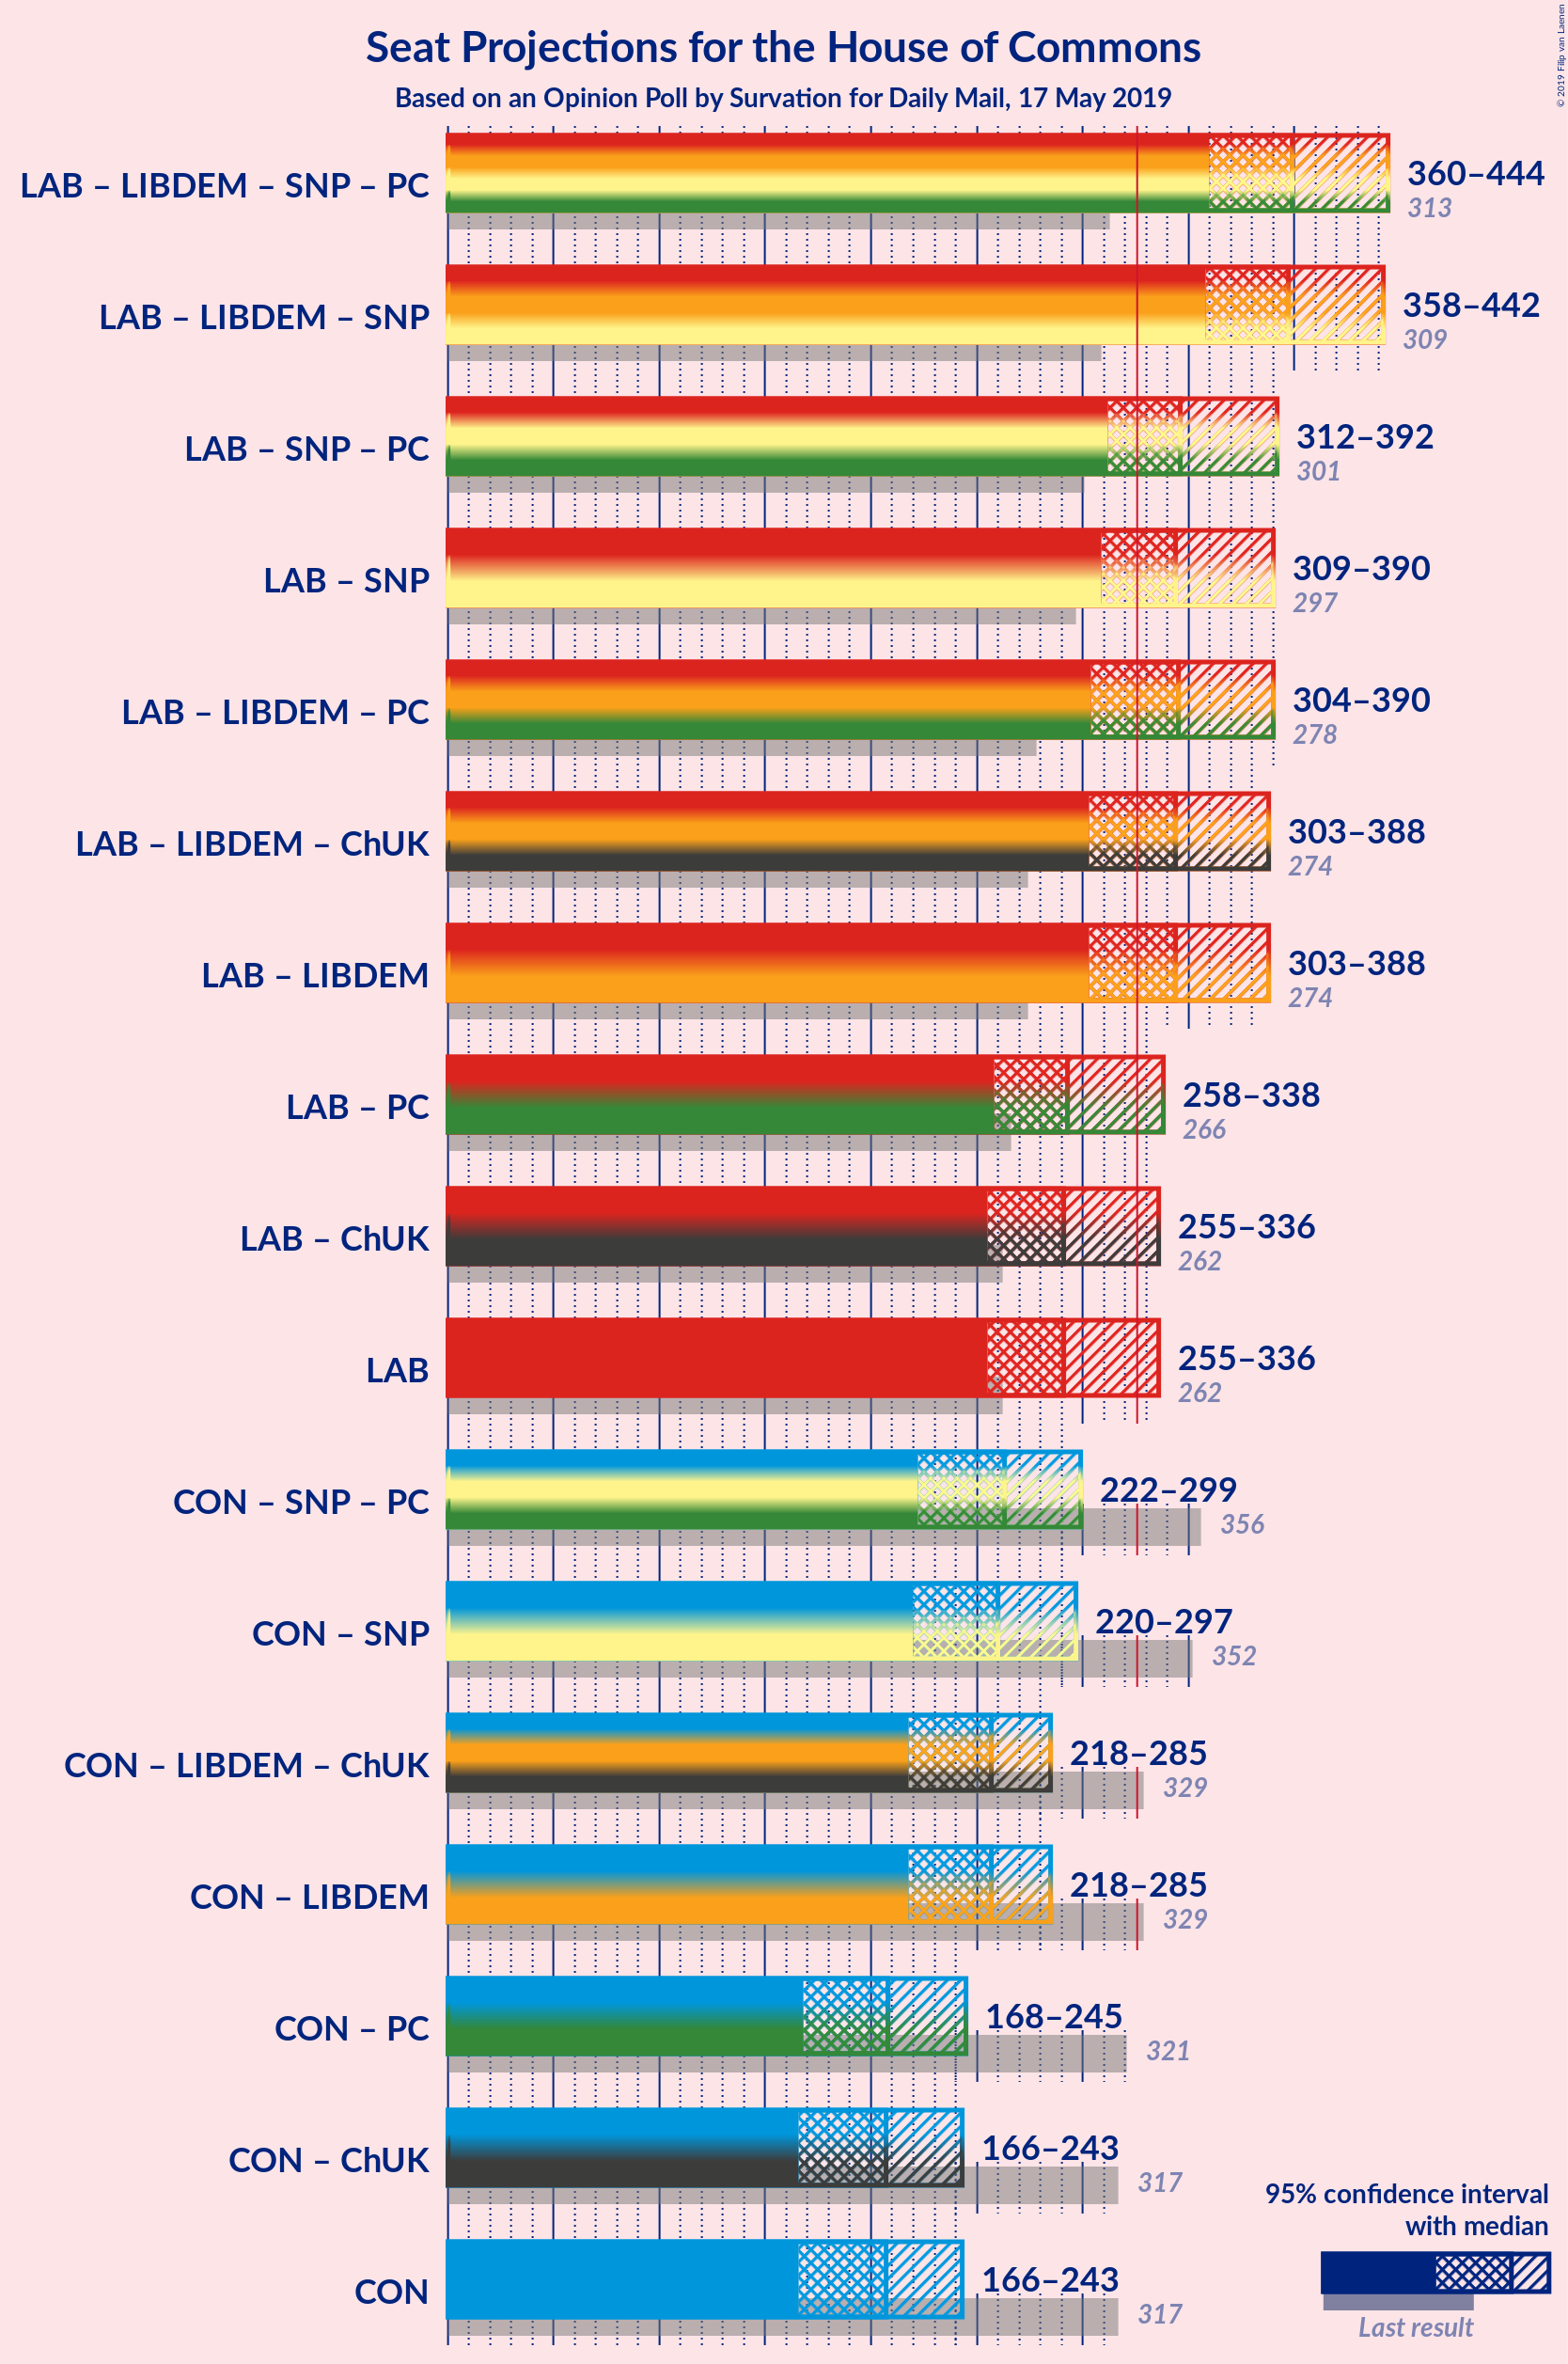 Seat Projections for the House of Commons
Based on an Opinion Poll by Survation for Daily Mail, 17 May 2019
© 2019 Filip van Laenen
LAB – LIBDEM – SNP – PC
360–444
313
LAB – LIBDEM – SNP
358–442
309
LAB – SNP – PC
312–392
301
LAB – SNP
309–390
297
LAB – LIBDEM – PC
304–390
278
LAB – LIBDEM – ChUK
303–388
274
LAB – LIBDEM
303–388
274
LAB – PC
258–338
266
LAB – ChUK
255–336
262
LAB
255–336
262
CON – SNP – PC
222–299
356
CON – SNP
220–297
352
CON – LIBDEM – ChUK
218–285
329
CON – LIBDEM
218–285
329
CON – PC
168–245
321
CON – ChUK
166–243
317
CON
166–243
317
95% confidence interval
with median
Last result